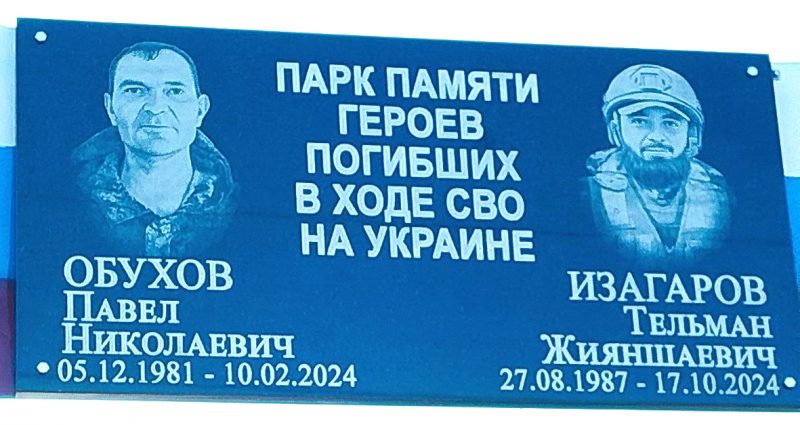 ПАРК ПАМЯТИ
ГЕРОЕВ
ПОГИБШИХ
В ХОДЕ СВО
НА УКРАИНЕ
ОБУХОВ
ПАВЕЛ
НИКОЛАЕВИЧ
05.12.1981 - 10.02.2024
ИЗАГАРОВ
ТЕЛЬМАН
ЖИЯНШАЕВИЧ
27.08.1987 - 17.10.2024